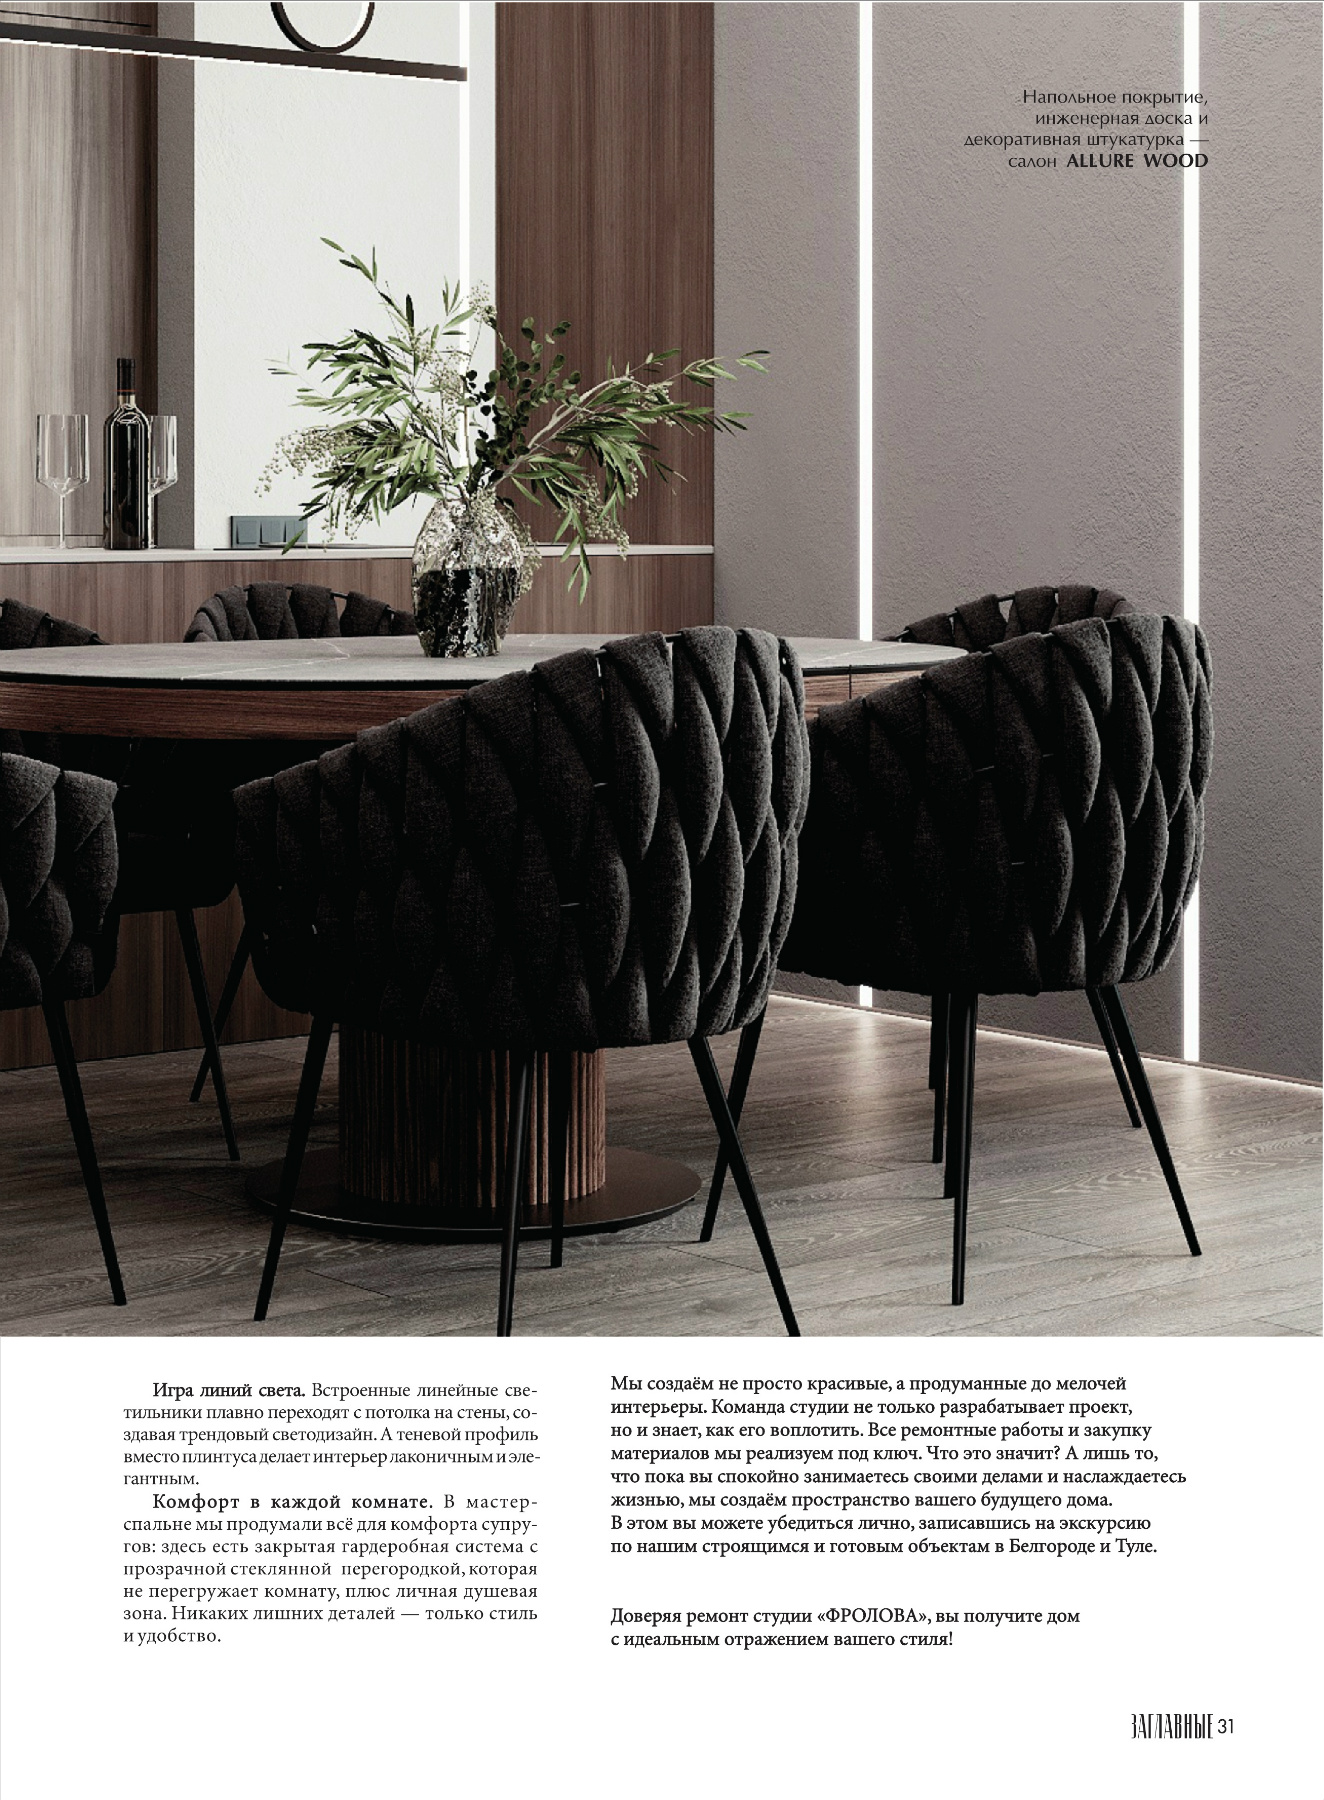 Напольное покрытие,
инженерная доска и
декоративная штукатурка —
салон ALLURE WOOD
Игра линий света. Встроенные линейные све-
тильники плавно переходят с потолка на стены, со-
здавая трендовый светодизайн. А теневой профиль
вместо плинтуса делает интерьер лаконичным и эле-
гантным.
Комфорт в каждой комнате. В мастер-
спальне мы продумали всё для комфорта супру-
гов: здесь есть закрытая гардеробная система с
прозрачной стеклянной перегородкой, которая
не перегружает комнату, плюс личная душевая
зона. Никаких лишних деталей — только стиль
и удобство.
Мы создаём не просто красивые, а продуманные до мелочей
интерьеры. Команда студии не только разрабатывает проект,
но и знает, как его воплотить. Все ремонтные работы и закупку
материалов мы реализуем под ключ. Что это значит? А лишь то,
что пока вы спокойно занимаетесь своими делами и наслаждаетесь
жизнью, мы создаём пространство вашего будущего дома.
В этом вы можете убедиться лично, записавшись на экскурсию
по нашим строящимся и готовым объектам в Белгороде и Туле.
Доверяя ремонт студии «ФРОЛОВА», вы получите дом
с идеальным отражением вашего стиля!
ЗАГЛАВНЫЕ 31